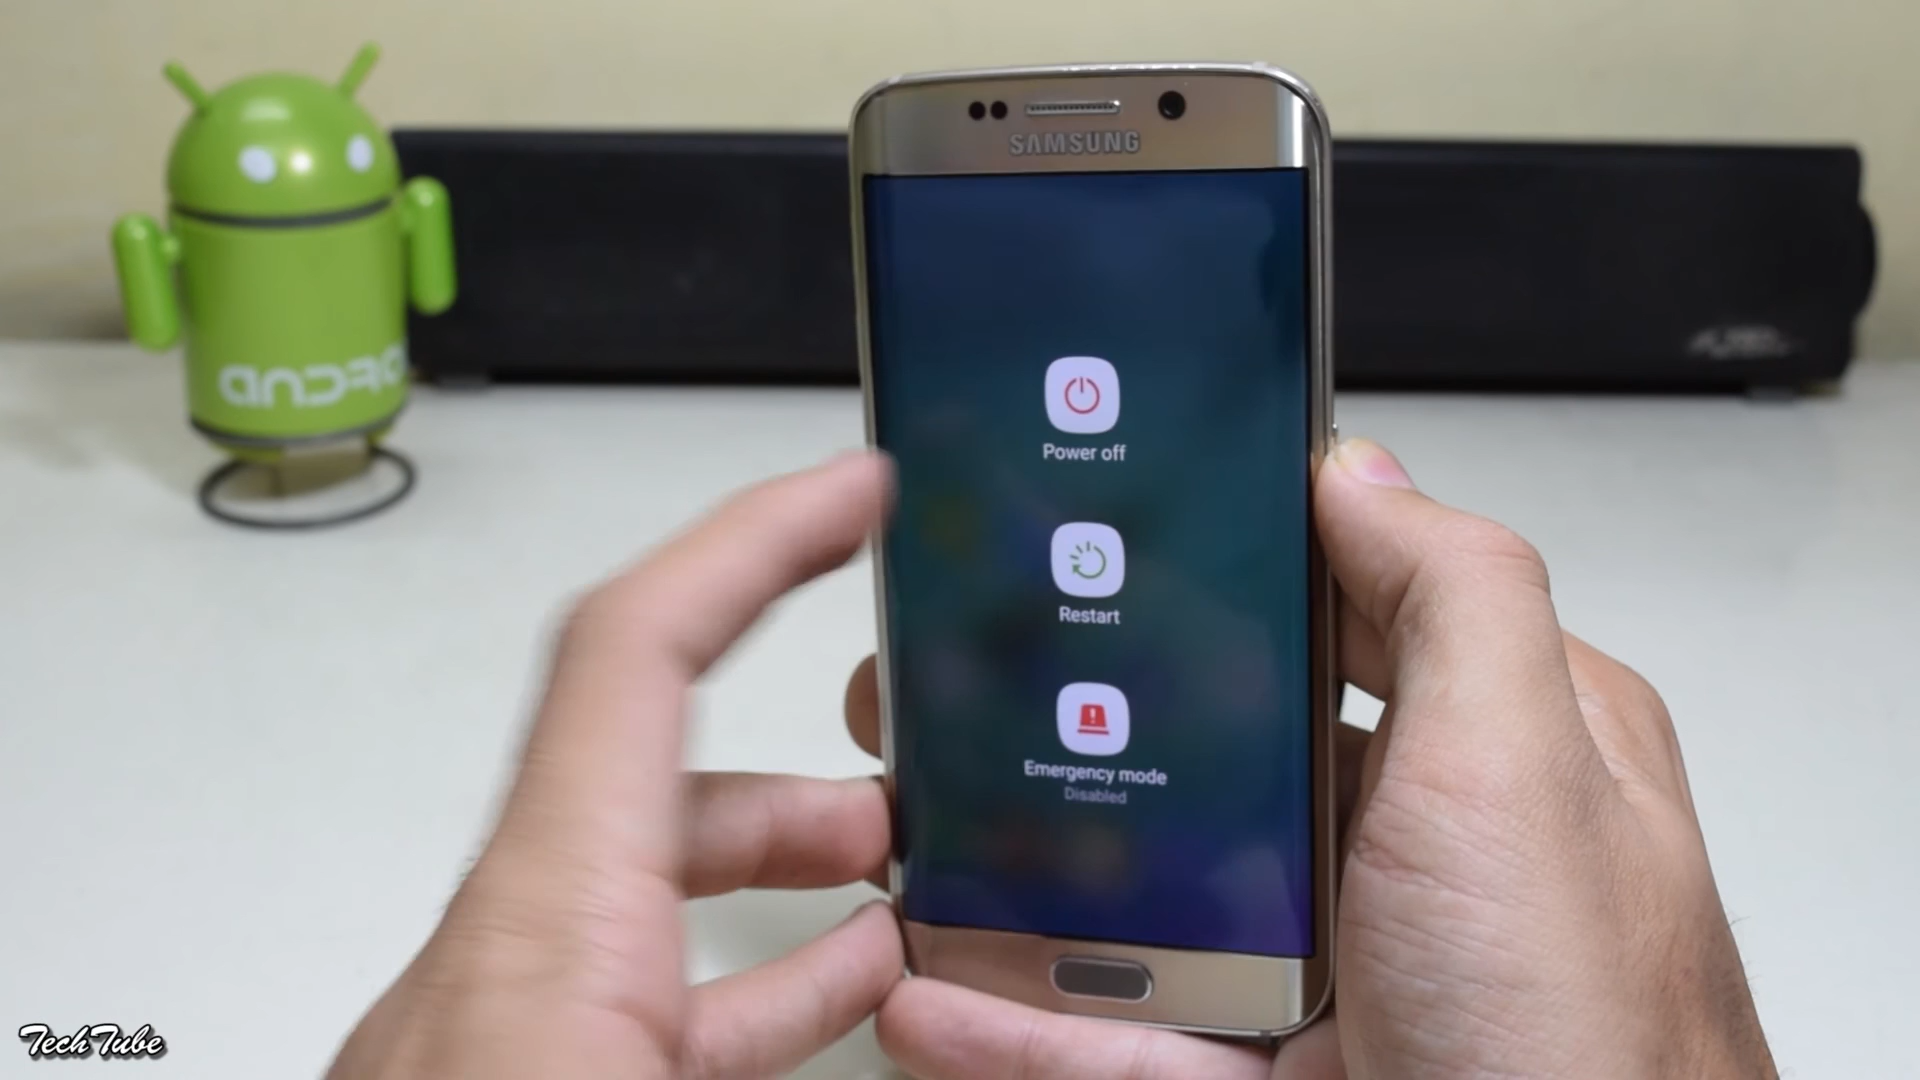 SAMSUNG
Power off
Restart
Emergency mode
Disabled
TechTube